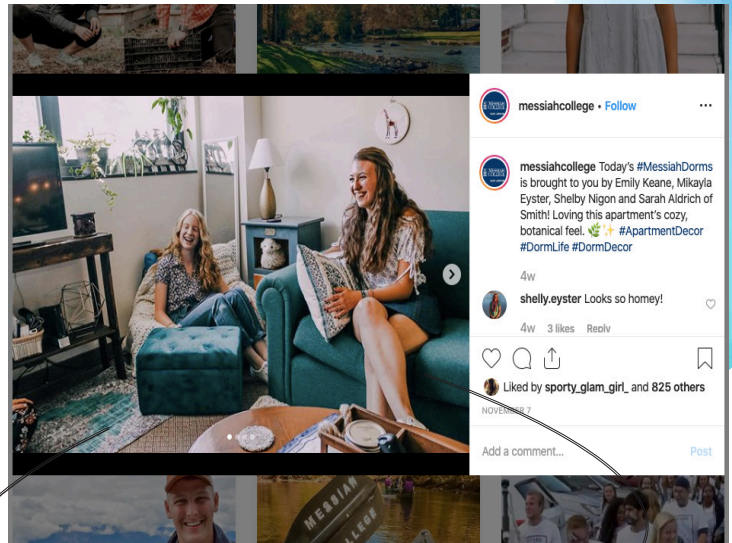 messiahcollege • Follow
messiahcollege Today's #MessiahDorms
is brought to you by Emily Keane, Mikayla
Eyster, Shelby Nigon and Sarah Aldrich of
Smith! Loving this apartment's cozy,
botanical feel. 🌿✨ #ApartmentDecor
#DormLife #DormDecor
4w
shelly.eyster Looks so homey!
4w 3 likes Reply
Liked by sporty_glam_girl_ and 825 others
NOVEMBER 7
Add a comment... Post
MESSIAH
COLLEGE